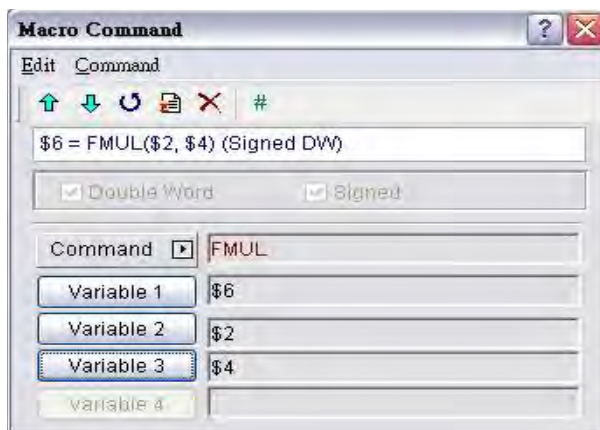 Macro Command
Edit Command
#
$6 = FMUL($2, $4) (Signed DW)
Double Word Signed
Command FMUL
Variable 1 $6
Variable 2 $2
Variable 3 $4
Variable 4